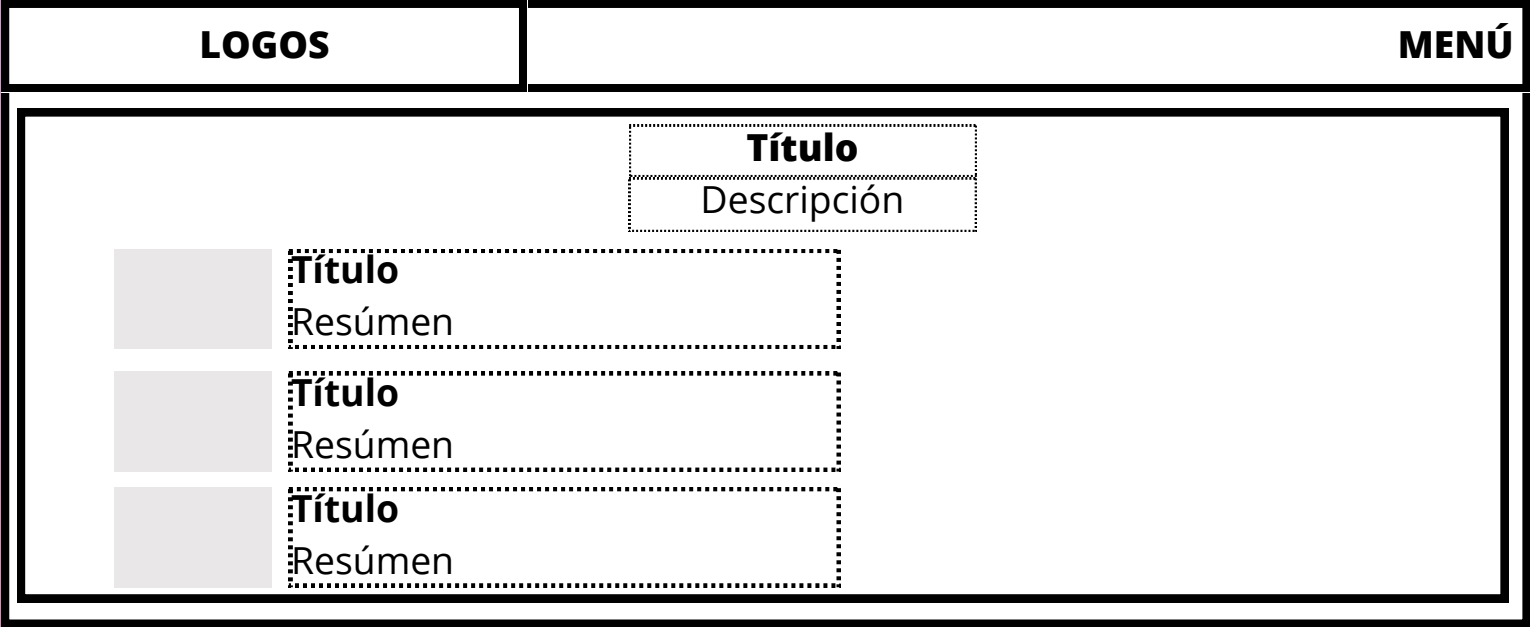 LOGOS
MENÚ
Título
Descripción
Título
Resúmen
Título
Resúmen
Título
Resúmen